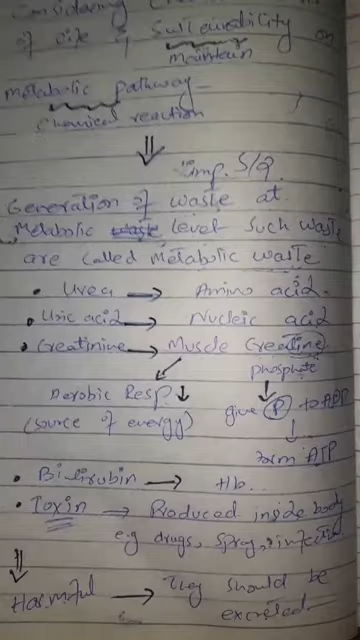 Considering
of life & Sustainability on
Maintain
Metabolic pathway
Chemical reaction
⇓
imp. S/Q
Generation of waste at
Metabolic level such waste
are called Metabolic waste
• Urea → Amino acid.
• Uric acid → Nucleic acid
• Creatinine → Muscle Creatine
phosphate
Aerobic Resp ↓ give P to ADP
(source of energy) ↓
form ATP
• Bilirubin → Hb.
• Toxin → Produced inside body
e.g drugs, spray, infection
⇓
Harmful → They should be
excreted